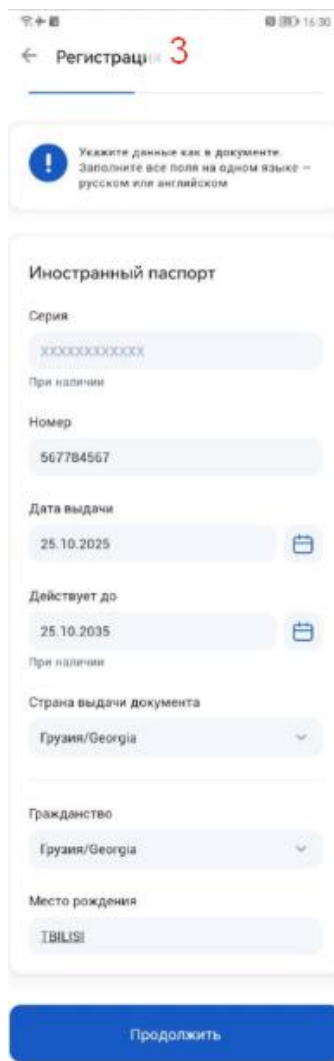 16:30
Регистрация 3
Укажите данные как в документе.
Заполните все поля на одном языке —
русском или английском
Иностранный паспорт
Серия
XXXXXXXXXXXX
При наличии
Номер
567784567
Дата выдачи
25.10.2025
Действует до
25.10.2035
При наличии
Страна выдачи документа
Грузия/Georgia
Гражданство
Грузия/Georgia
Место рождения
TBILISI
Продолжить